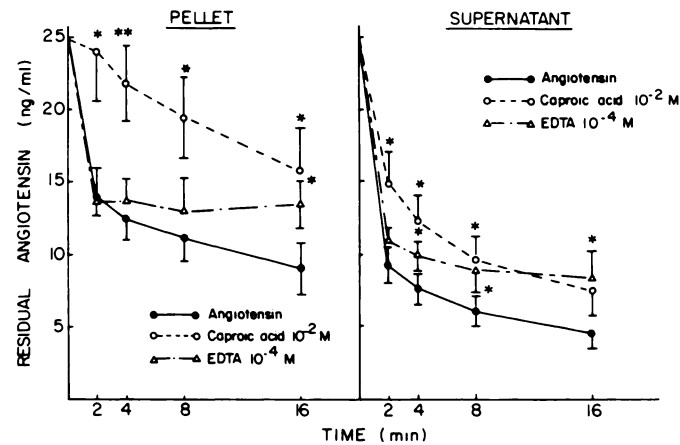 PELLET
SUPERNATANT
RESIDUAL ANGIOTENSIN (ng/ml)
25
20
15
10
5
* ** * * *
Angiotensin
Caproic acid 10-2 M
EDTA 10-4 M
* * * * * *
Angiotensin
Caproic acid 10-2 M
EDTA 10-4 M
2 4 8 16
2 4 8 16
TIME (min)